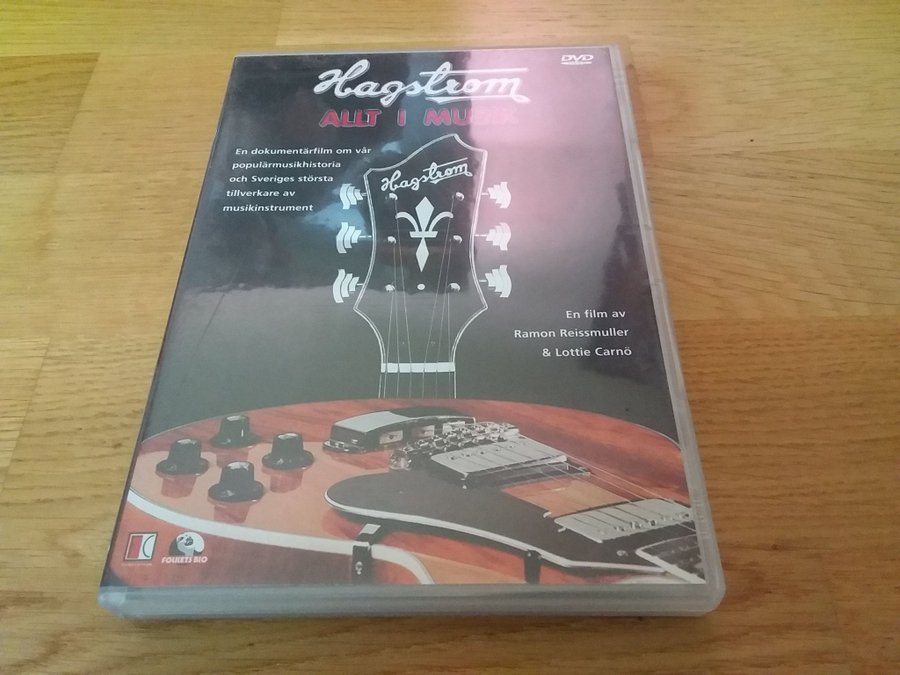 Hagstrom
DVD
ALLT I MUSIK
En dokumentärfilm om vår
populärmusikhistoria
och Sveriges största
tillverkare av
musikinstrument
Hagstrom
En film av
Ramon Reissmuller
& Lottie Carnö
FOLKETS BIO